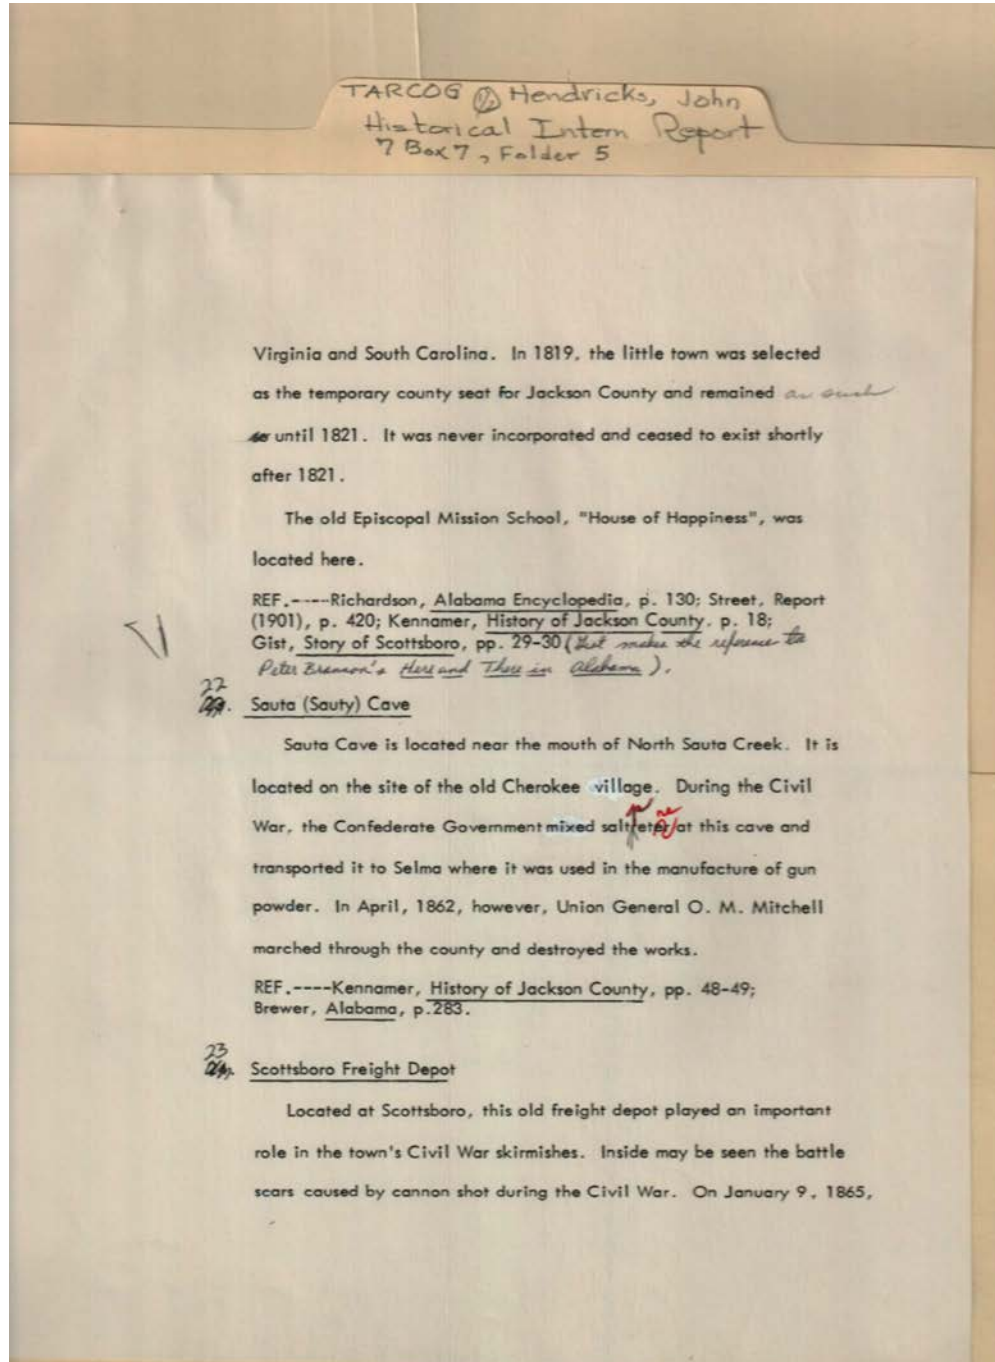 TARCOG Hendricks, John
Historical Intern Report
7 Box 7, Folder 5
Virginia and South Carolina. In 1819, the little town was selected
as the temporary county seat for Jackson County and remained as such
so until 1821. It was never incorporated and ceased to exist shortly
after 1821.
The old Episcopal Mission School, "House of Happiness", was
located here.
REF.----Richardson, Alabama Encyclopedia, p. 130; Street, Report
(1901), p. 420; Kennamer, History of Jackson County, p. 18;
Gist, Story of Scottsboro, pp. 29-30 (that makes the reference to
Peter Brannon's Here and There in Alabama).
22
Sauta (Sauty) Cave
Sauta Cave is located near the mouth of North Sauta Creek. It is
located on the site of the old Cherokee village. During the Civil
War, the Confederate Government mixed saltpetre at this cave and
transported it to Selma where it was used in the manufacture of gun
powder. In April, 1862, however, Union General O. M. Mitchell
marched through the county and destroyed the works.
REF.----Kennamer, History of Jackson County, pp. 48-49;
Brewer, Alabama, p.283.
23
Scottsboro Freight Depot
Located at Scottsboro, this old freight depot played an important
role in the town's Civil War skirmishes. Inside may be seen the battle
scars caused by cannon shot during the Civil War. On January 9, 1865,